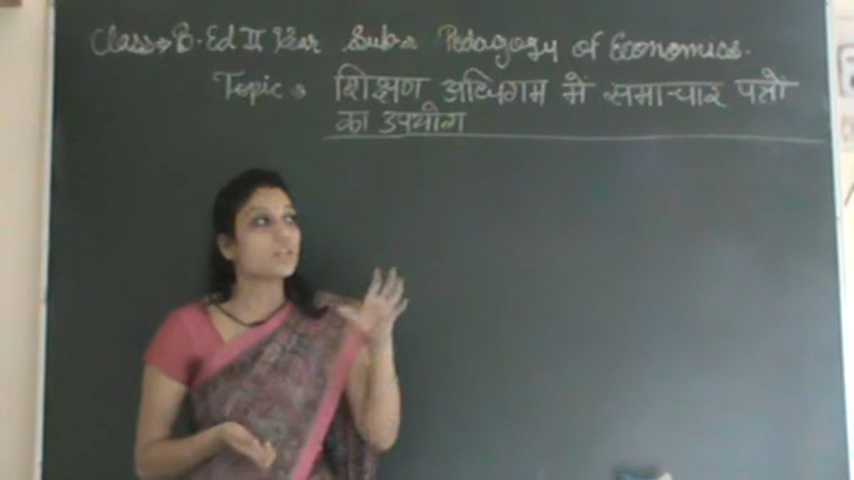 Class→ B.Ed II Year Sub→ Pedagogy of Economics.
Topic→ शिक्षण अधिगम में समाचार पत्रों
का उपयोग